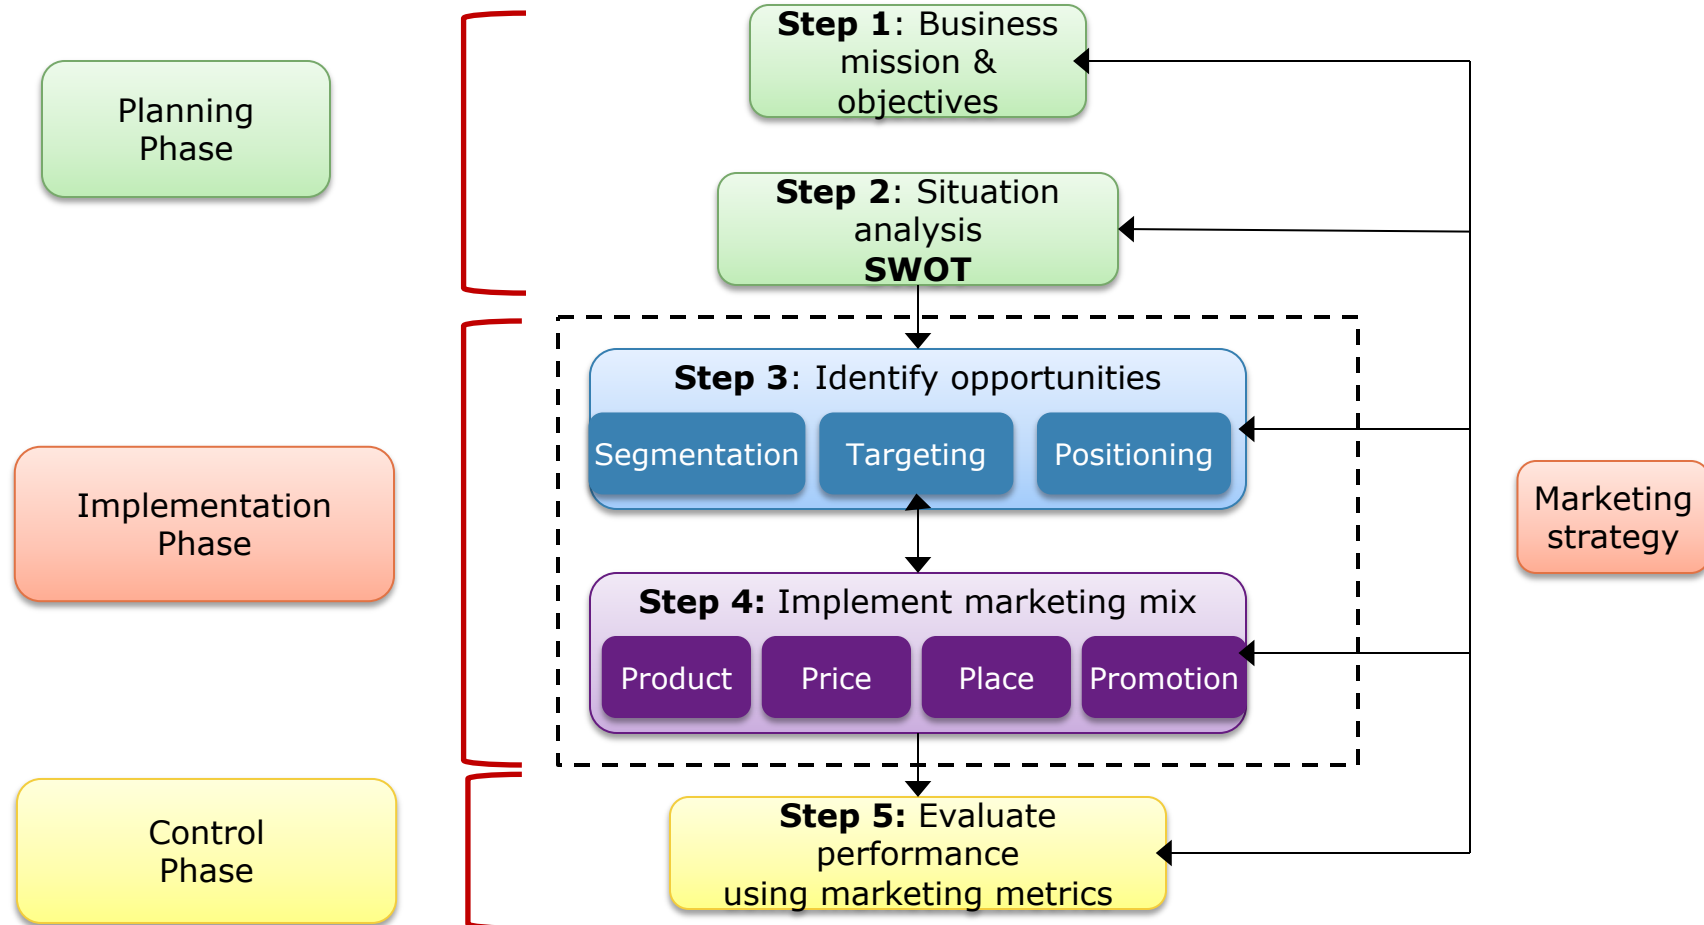 Planning
Phase
Step 1: Business
mission &
objectives
Step 2: Situation
analysis
SWOT
Implementation
Phase
Step 3: Identify opportunities
Segmentation
Targeting
Positioning
Step 4: Implement marketing mix
Product
Price
Place
Promotion
Marketing
strategy
Control
Phase
Step 5: Evaluate
performance
using marketing metrics